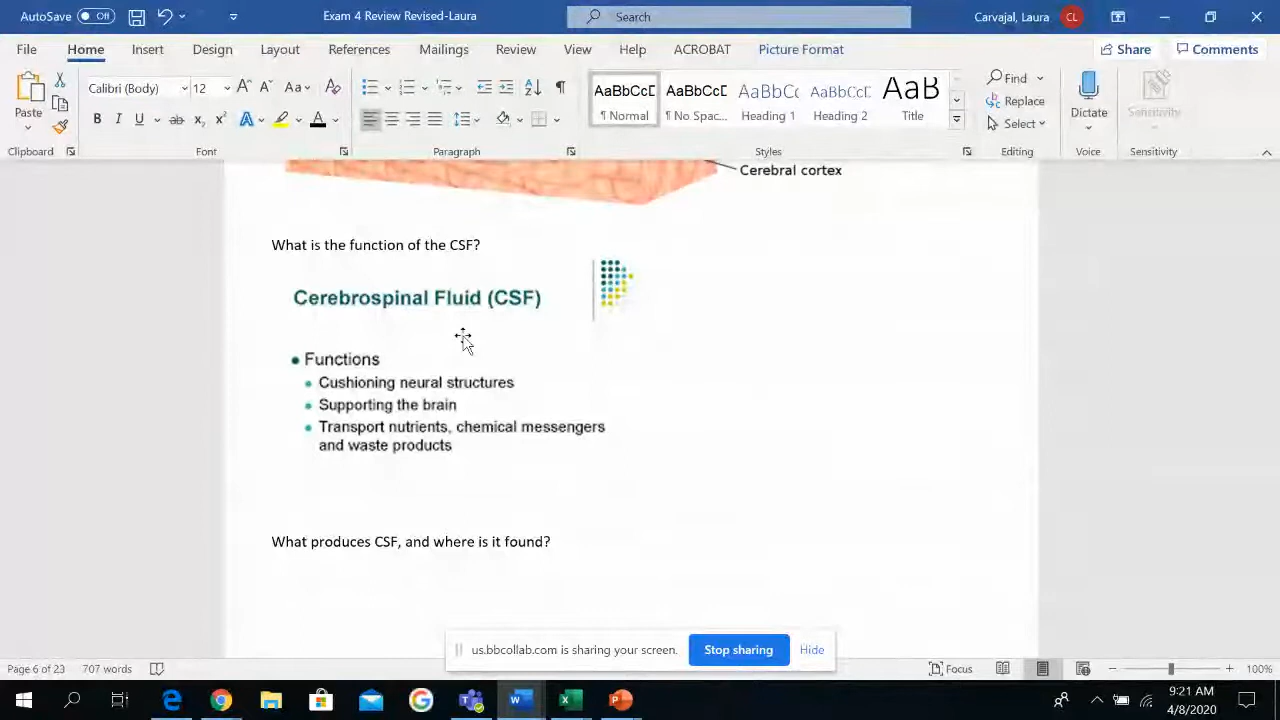 AutoSave Off
Exam 4 Review Revised-Laura
Search
Carvajal, Laura CL
File Home Insert Design Layout References Mailings Review View Help ACROBAT Picture Format Share Comments
Calibri (Body) 12
Paste
AaBbCcD AaBbCcD AaBbCc AaBbCcD AaB
¶ Normal ¶ No Spac... Heading 1 Heading 2 Title
Find
Replace
Select
Dictate
Sensitivity
Clipboard Font Paragraph Styles Editing Voice Sensitivity
Cerebral cortex
What is the function of the CSF?
Cerebrospinal Fluid (CSF)
Functions
Cushioning neural structures
Supporting the brain
Transport nutrients, chemical messengers
and waste products
What produces CSF, and where is it found?
us.bbcollab.com is sharing your screen. Stop sharing Hide
Page 6 of 23 707 words Focus 100%
9:21 AM
4/8/2020